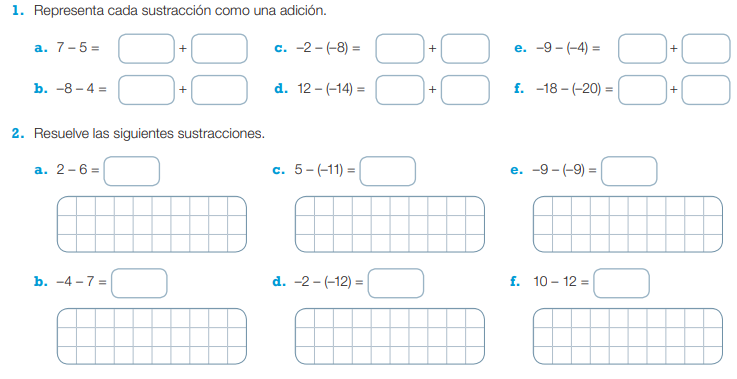 1. Representa cada sustracción como una adición.
a. 7 – 5 = + c. –2 – (–8) = + e. –9 – (–4) = +
b. –8 – 4 = + d. 12 – (–14) = + f. –18 – (–20) = +
2. Resuelve las siguientes sustracciones.
a. 2 – 6 = c. 5 – (–11) = e. –9 – (–9) =
b. –4 – 7 = d. –2 – (–12) = f. 10 – 12 =